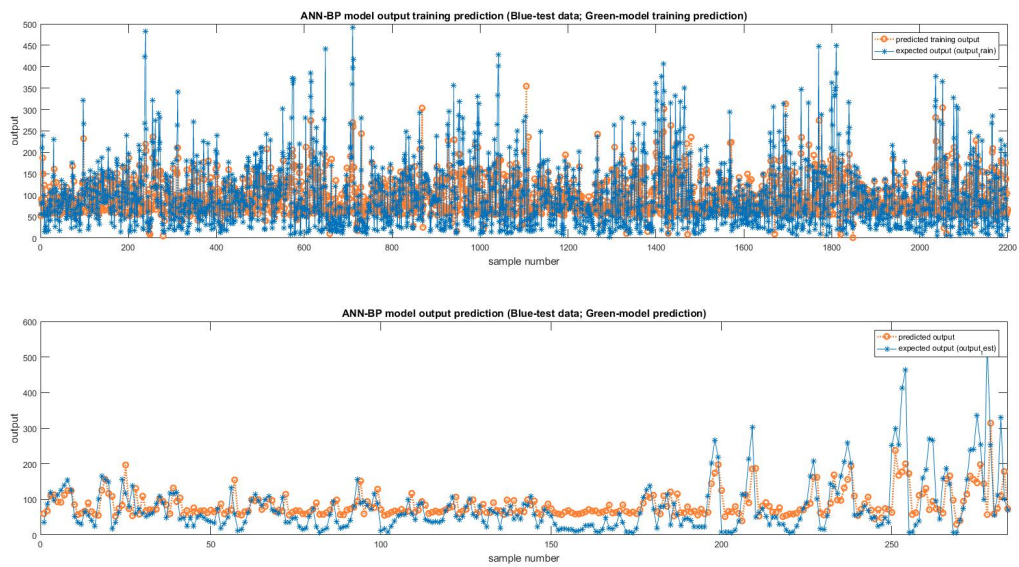 ANN-BP model output training prediction (Blue-test data; Green-model training prediction)
500
450
400
350
300
250
200
150
100
50
0
output
predicted training output
expected output (outputtrain)
0 200 400 600 800 1000 1200 1400 1600 1800 2000 2200
sample number
ANN-BP model output prediction (Blue-test data; Green-model prediction)
600
500
400
300
200
100
0
output
predicted output
expected output (outputtest)
0 50 100 150 200 250
sample number